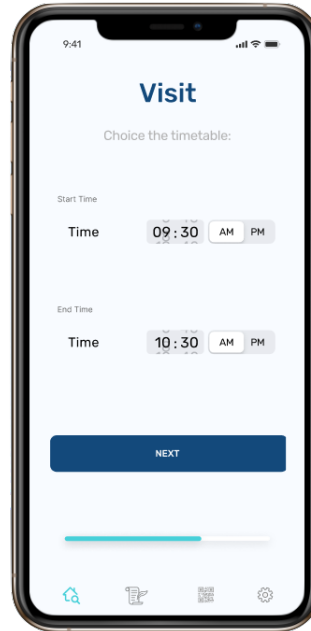 9:41
Visit
Choice the timetable:
Start Time
Time 09:30 AM PM
End Time
Time 10:30 AM PM
NEXT